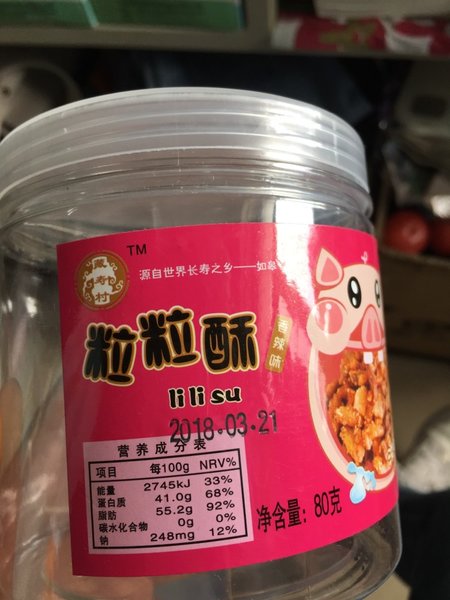 TM
寿
村
源自世界长寿之乡——如皋
粒粒酥
香辣味
li li su
2018.03.21
营养成分表
项目 每100g NRV%
能量 2745kJ 33%
蛋白质 41.0g 68%
脂肪 55.2g 92%
碳水化合物 0g 0%
钠 248mg 12%
净含量: 80克